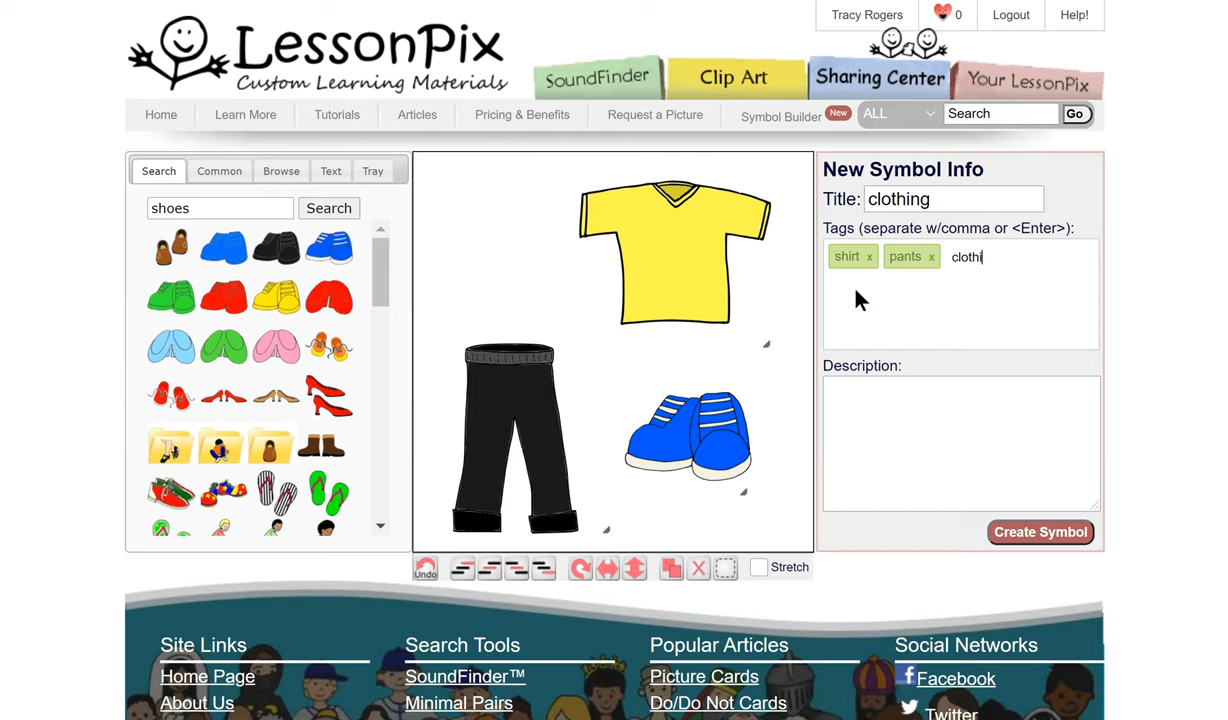 Tracy Rogers 0 Logout Help!
LessonPix
Custom Learning Materials
SoundFinder Clip Art Sharing Center Your LessonPix
Home Learn More Tutorials Articles Pricing & Benefits Request a Picture Symbol Builder New ALL Search Go
Search Common Browse Text Tray
shoes Search
New Symbol Info
Title: clothing
Tags (separate w/comma or <Enter>):
shirt x pants x clothi
Description:
Create Symbol
Undo Stretch
Site Links Search Tools Popular Articles Social Networks
Home Page SoundFinder™ Picture Cards Facebook
About Us Minimal Pairs Do/Do Not Cards Twitter